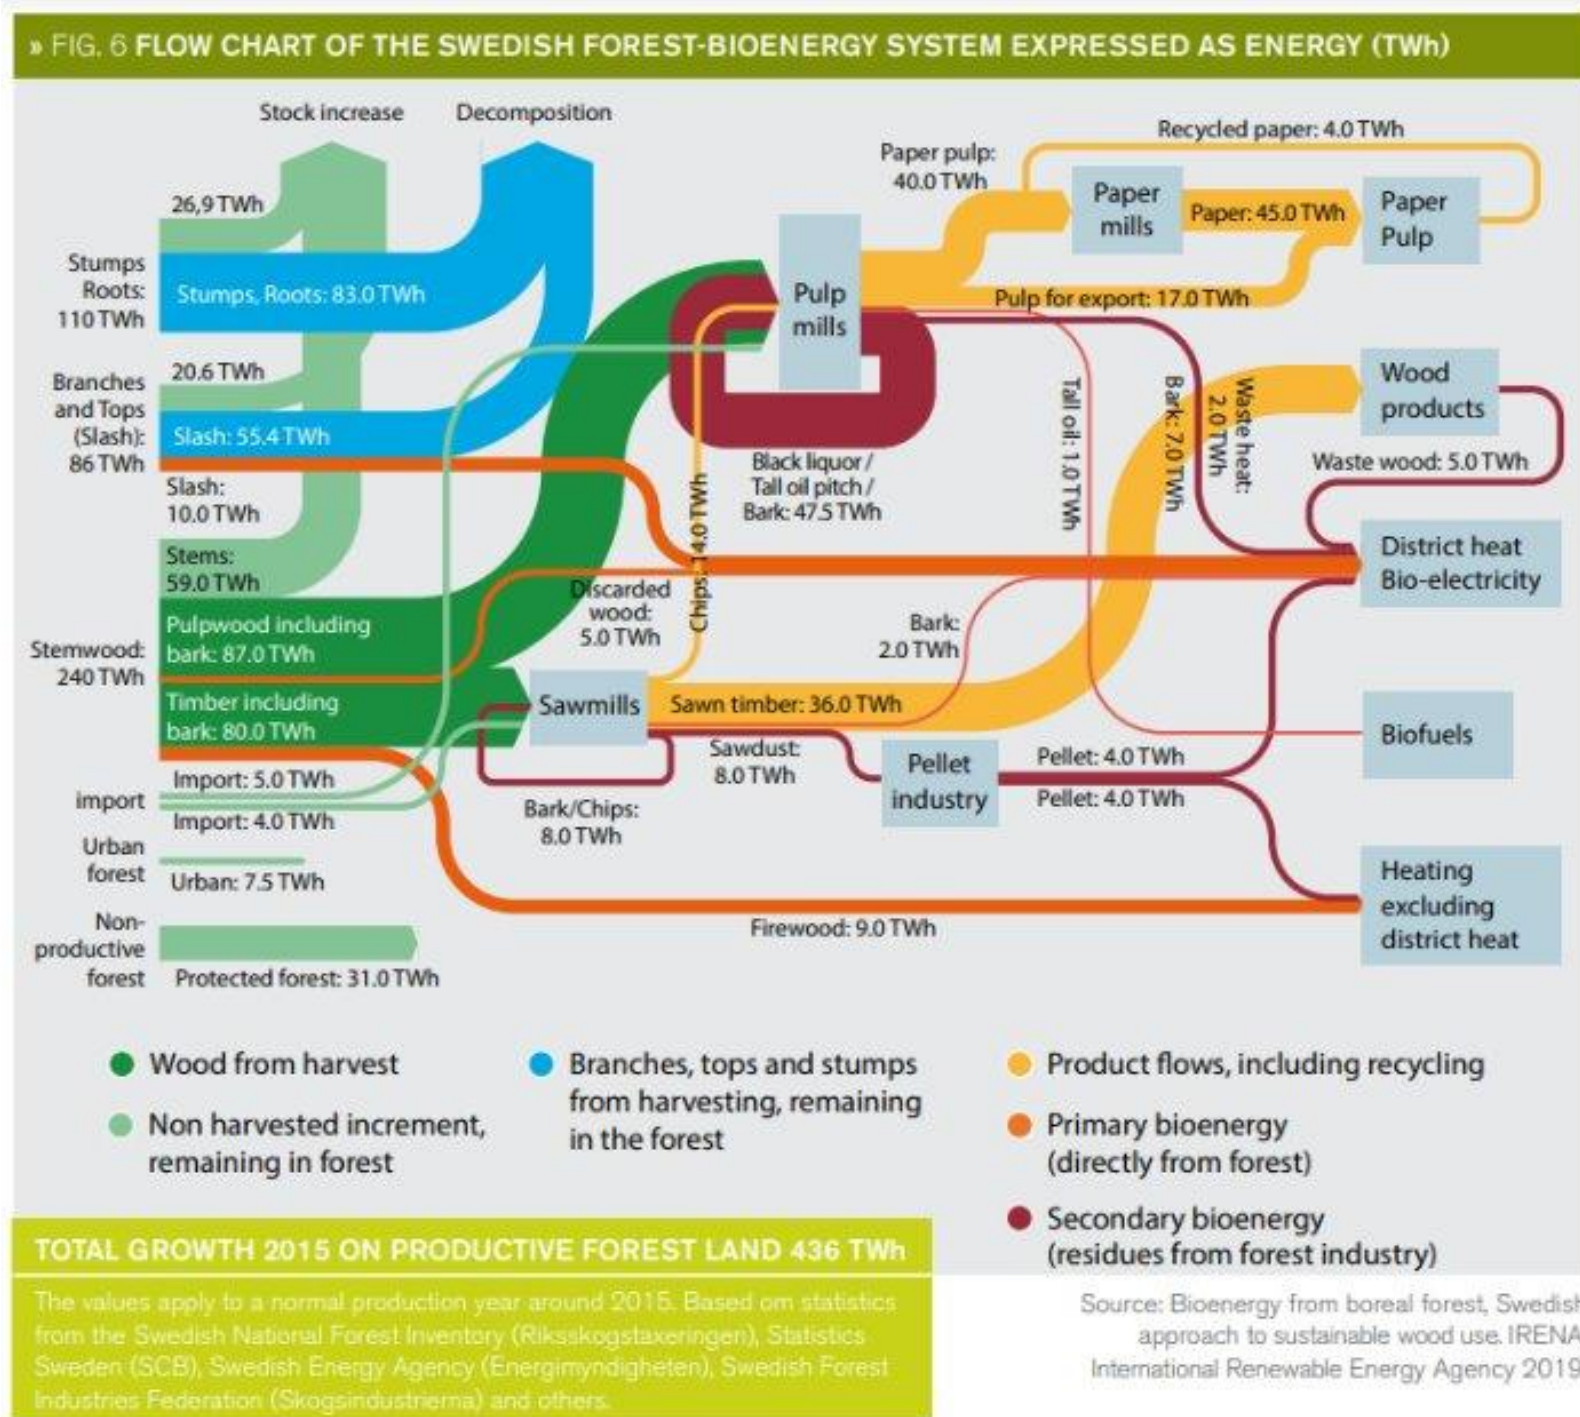 » FIG. 6 FLOW CHART OF THE SWEDISH FOREST-BIOENERGY SYSTEM EXPRESSED AS ENERGY (TWh)
Stock increase
Decomposition
Recycled paper: 4.0 TWh
Paper pulp:
40.0 TWh
26,9 TWh
Paper
mills
Paper: 45.0 TWh
Paper
Pulp
Stumps
Roots:
110 TWh
Stumps, Roots: 83.0 TWh
Pulp
mills
Pulp for export: 17.0 TWh
20.6 TWh
Branches
and Tops
(Slash):
86 TWh
Slash: 55.4 TWh
Slash:
10.0 TWh
Black liquor /
Tall oil pitch /
Bark: 47.5 TWh
Chips: 14.0 TWh
Tall oil: 1.0 TWh
Bark: 7.0 TWh
Waste heat:
2.0 TWh
Wood
products
Waste wood: 5.0 TWh
District heat
Bio-electricity
Stems:
59.0 TWh
Discarded
wood:
5.0 TWh
Bark:
2.0 TWh
Stemwood:
240 TWh
Pulpwood including
bark: 87.0 TWh
Timber including
bark: 80.0 TWh
Sawmills
Sawn timber: 36.0 TWh
Sawdust:
8.0 TWh
Pellet
industry
Pellet: 4.0 TWh
Pellet: 4.0 TWh
Biofuels
Bark/Chips:
8.0 TWh
import
Import: 5.0 TWh
Import: 4.0 TWh
Urban
forest
Urban: 7.5 TWh
Heating
excluding
district heat
Firewood: 9.0 TWh
Non-
productive
forest
Protected forest: 31.0 TWh
Wood from harvest
Non harvested increment,
remaining in forest
Branches, tops and stumps
from harvesting, remaining
in the forest
Product flows, including recycling
Primary bioenergy
(directly from forest)
Secondary bioenergy
(residues from forest industry)
TOTAL GROWTH 2015 ON PRODUCTIVE FOREST LAND 436 TWh
The values apply to a normal production year around 2015. Based om statistics
from the Swedish National Forest Inventory (Riksskogstaxeringen), Statistics
Sweden (SCB), Swedish Energy Agency (Energimyndigheten), Swedish Forest
Industries Federation (Skogsindustrierna) and others.
Source: Bioenergy from boreal forest, Swedish
approach to sustainable wood use. IRENA
International Renewable Energy Agency 2019